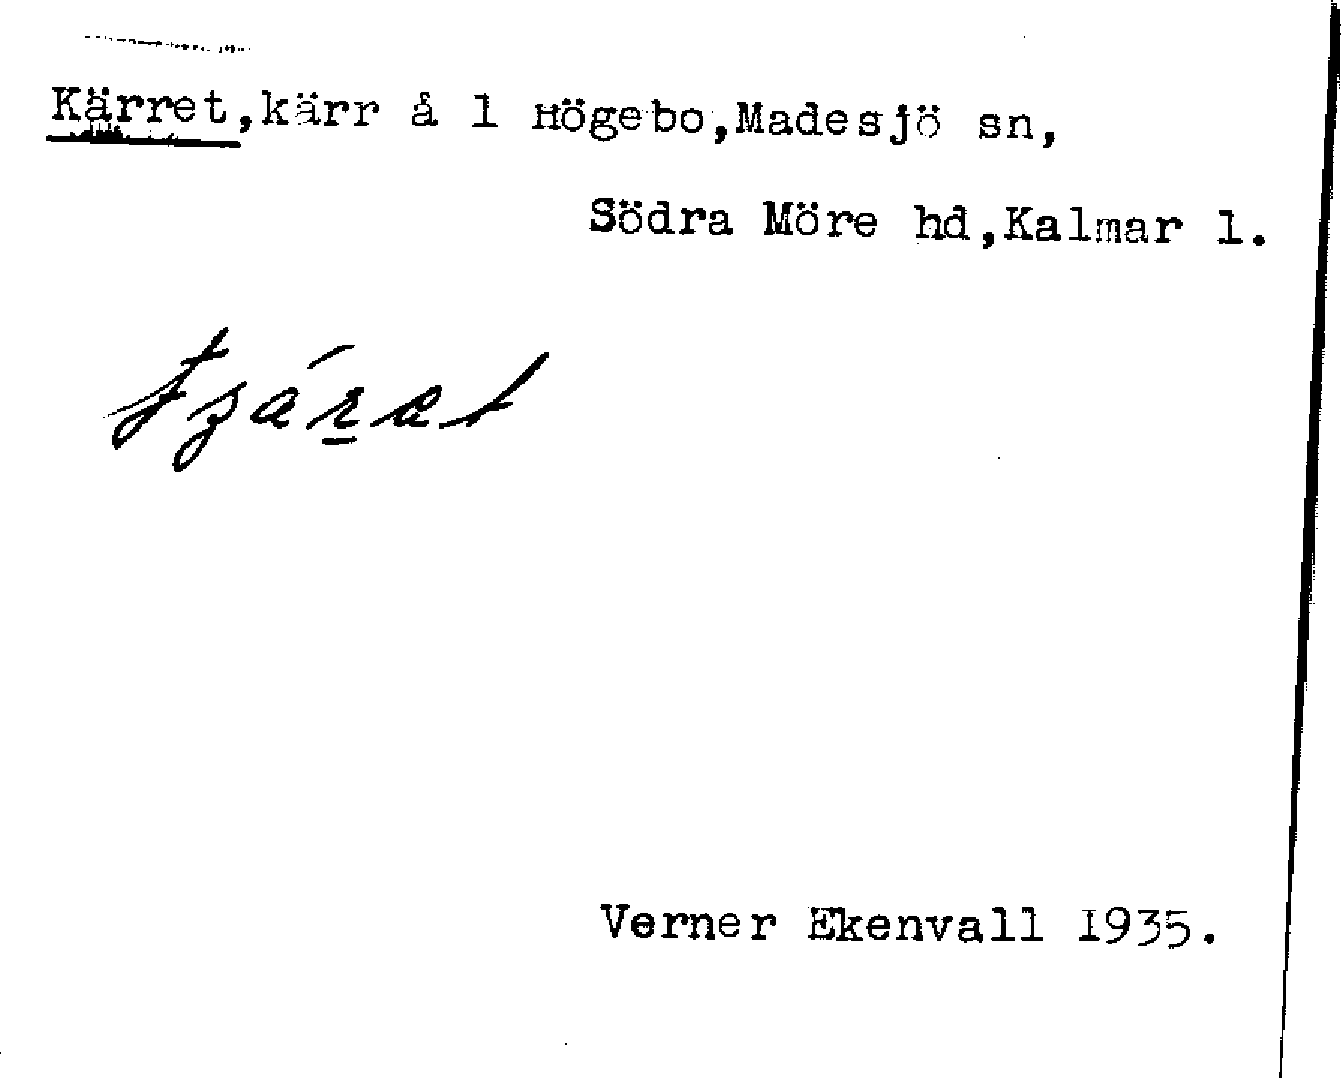 Kärret,kärr å 1 Högebo,Madesjö sn,
Södra Möre hd,Kalmar l.
Verner Ekenvall 1935.